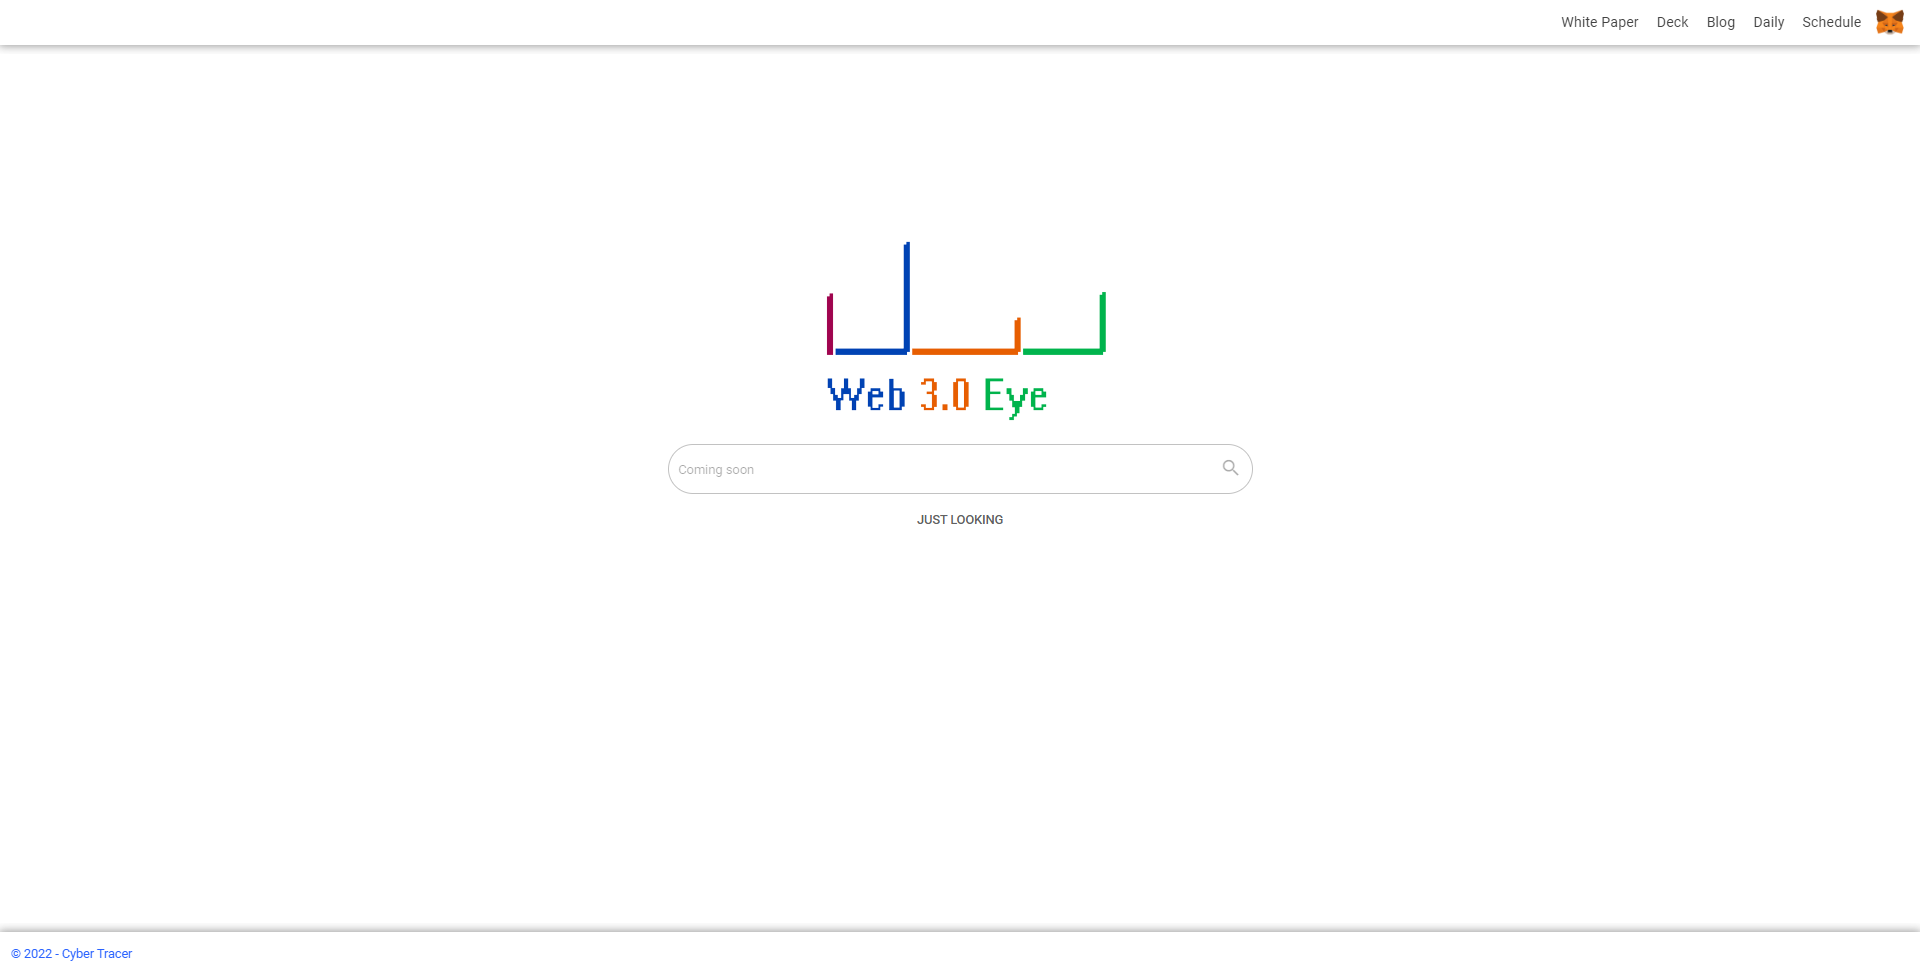 White Paper Deck Blog Daily Schedule
Web 3.0 Eye
Coming soon
JUST LOOKING
© 2022 - Cyber Tracer